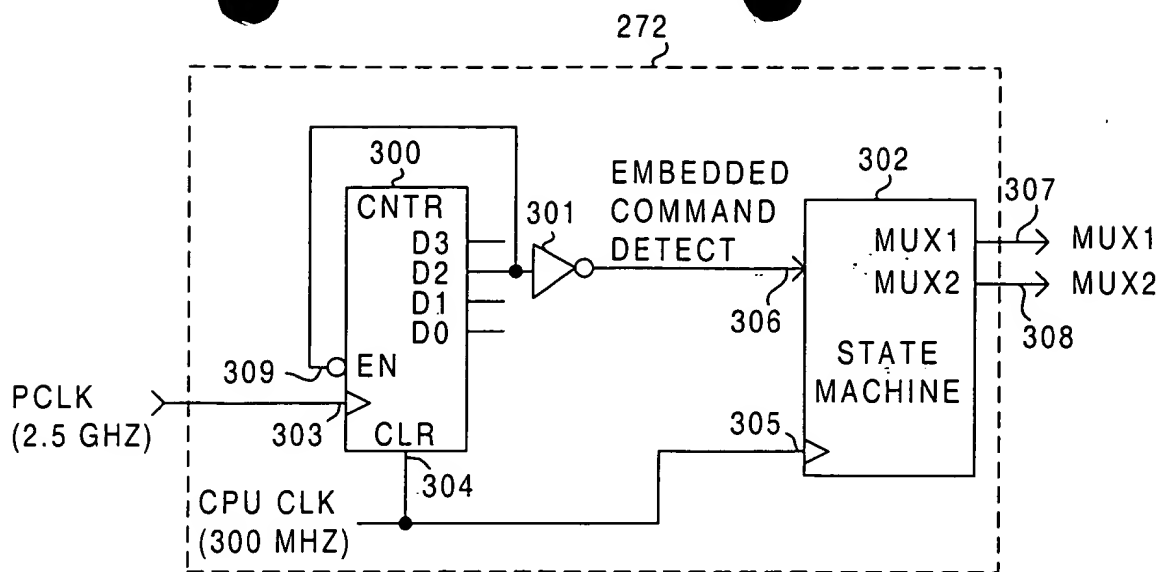 272
300
CNTR
D3
D2
D1
D0
EN
309
CLR
303
304
301
EMBEDDED
COMMAND
DETECT
306
302
MUX1
MUX2
STATE
MACHINE
305
307
MUX1
MUX2
308
PCLK
(2.5 GHZ)
CPU CLK
(300 MHZ)